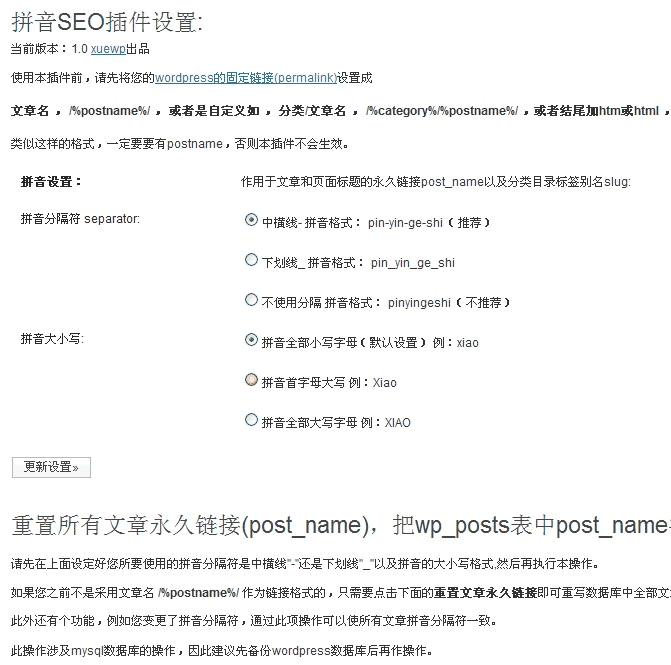 拼音SEO插件设置:
当前版本：1.0 xuewp出品
使用本插件前，请先将您的wordpress的固定链接(permalink)设置成
文章名 ， /%postname%/ ，或者是自定义如 ，分类/文章名 ，/%category%/%postname%/ ，或者结尾加htm或html ，
类似这样的格式，一定要要有postname，否则本插件不会生效。
拼音设置： 作用于文章和页面标题的永久链接post_name以及分类目录标签别名slug:
拼音分隔符 separator: 中横线- 拼音格式： pin-yin-ge-shi（ 推荐 ）
下划线_ 拼音格式： pin_yin_ge_shi
不使用分隔 拼音格式： pinyingeshi（ 不推荐 ）
拼音大小写: 拼音全部小写字母（ 默认设置 ） 例：xiao
拼音首字母大写 例：Xiao
拼音全部大写字母 例：XIAO
更新设置»
重置所有文章永久链接(post_name)，把wp_posts表中post_name
请先在上面设定好您所要使用的拼音分隔符是中横线"-"还是下划线"_"以及拼音的大小写格式,然后再执行本操作。
如果您之前不是采用文章名 /%postname%/ 作为链接格式的，只需要点击下面的重置文章永久链接即可重写数据库中全部文
此外还有个功能，例如您变更了拼音分隔符，通过此项操作可以使所有文章拼音分隔符一致。
此操作涉及mysql数据库的操作，因此建议先备份wordpress数据库后再作操作。